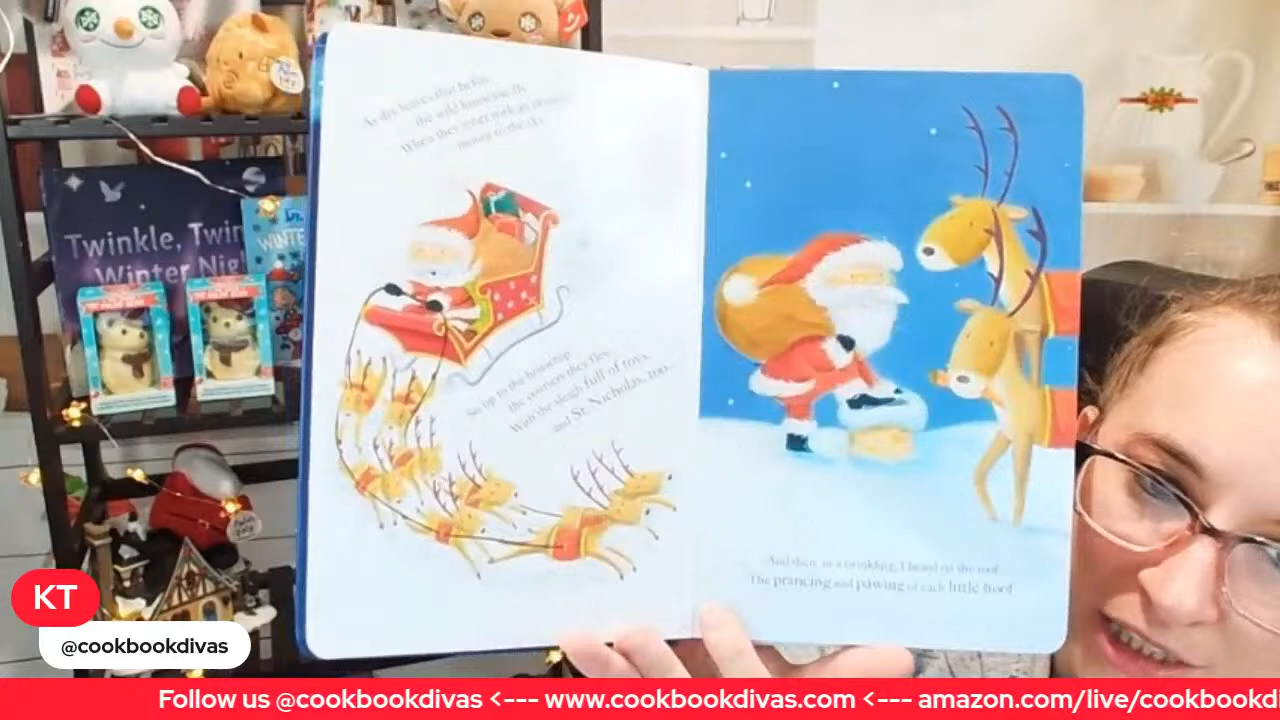 As dry leaves that before
the wild hurricane fly,
When they meet with an obstacle,
mount to the sky.
So up to the housetop
the coursers they flew
With the sleigh full of toys,
and St. Nicholas, too...
And then, in a twinkling, I heard on the roof
The prancing and pawing of each little hoof.
Twinkle, Twin
Winter Nigh
Dr.
WINTE
KT
@cookbookdivas
Follow us @cookbookdivas <--- www.cookbookdivas.com <--- amazon.com/live/cookbookdi